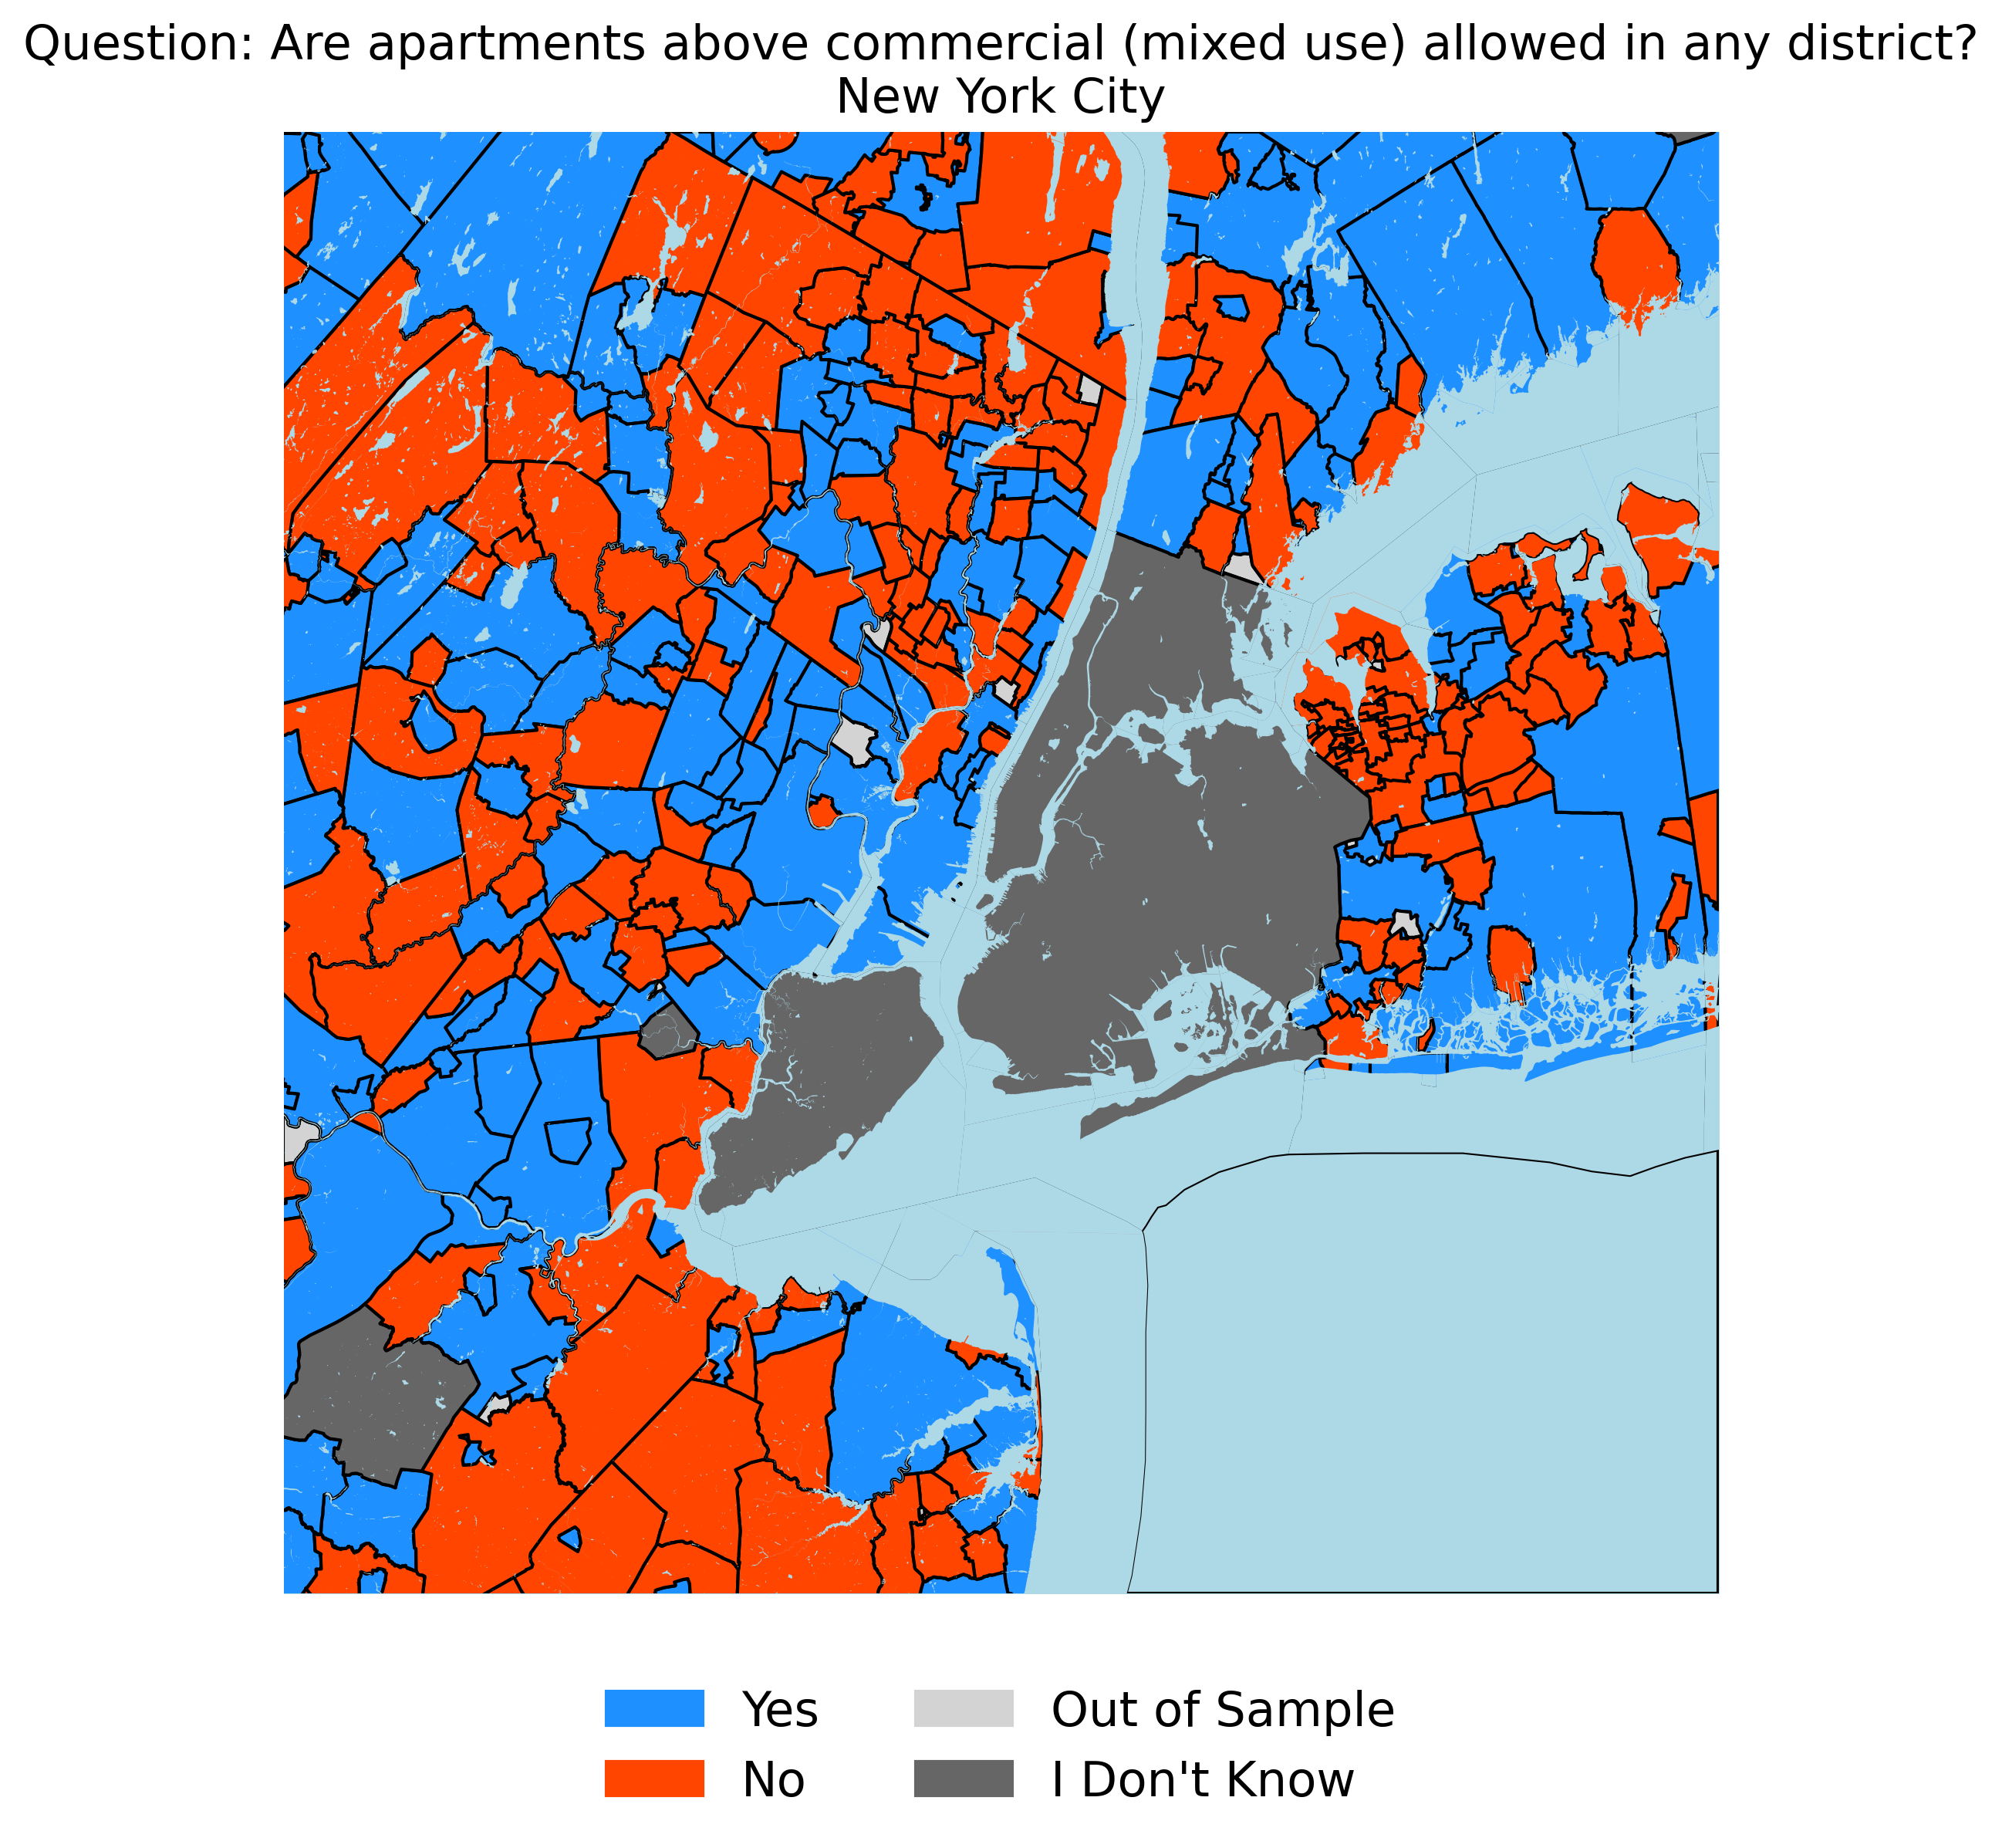 Question: Are apartments above commercial (mixed use) allowed in any district?
New York City
Yes
Out of Sample
No
I Don't Know